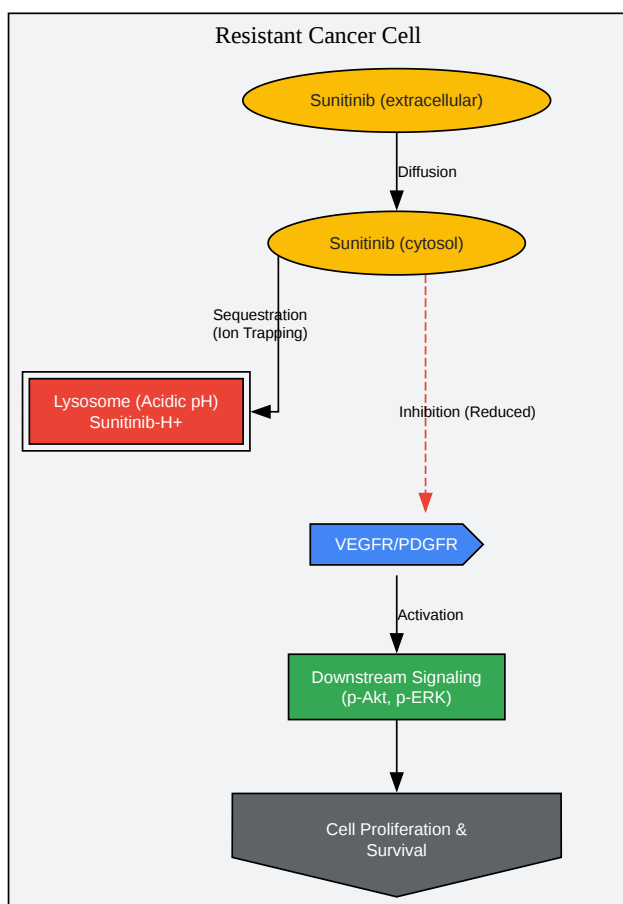 Resistant Cancer Cell
Sunitinib (extracellular)
Diffusion
Sunitinib (cytosol)
Sequestration
(Ion Trapping)
Lysosome (Acidic pH)
Sunitinib-H+
Inhibition (Reduced)
VEGFR/PDGFR
Activation
Downstream Signaling
(p-Akt, p-ERK)
Cell Proliferation &
Survival